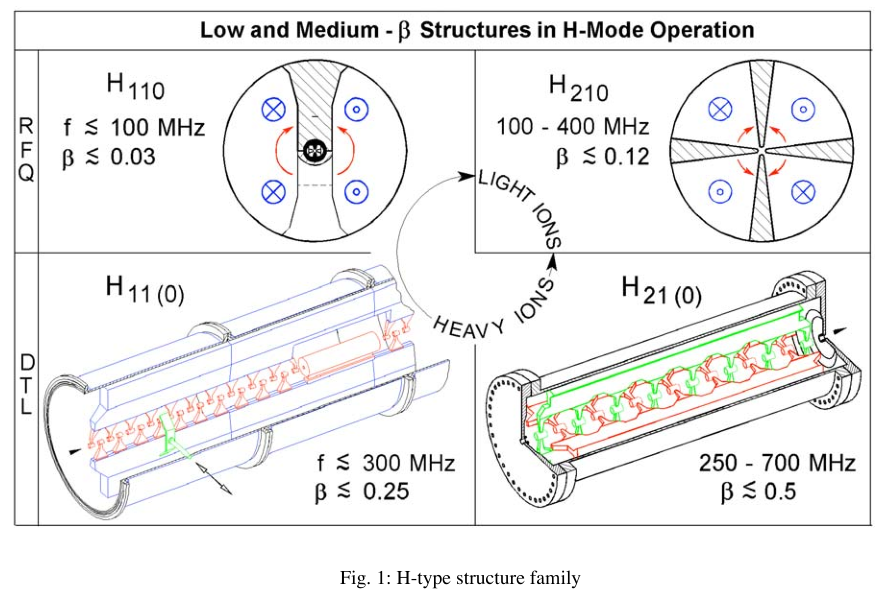 Low and Medium - β Structures in H-Mode Operation
RFQ
H110
f ≲ 100 MHz
β ≲ 0.03
H210
100 - 400 MHz
β ≲ 0.12
LIGHT IONS
HEAVY IONS
DTL
H11(0)
f ≲ 300 MHz
β ≲ 0.25
H21(0)
250 - 700 MHz
β ≲ 0.5
Fig. 1: H-type structure family